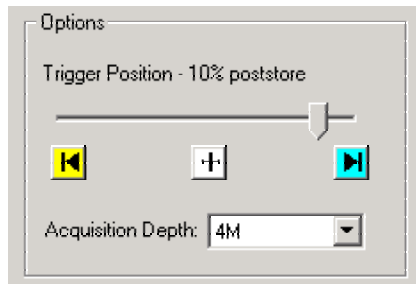 Options
Trigger Position - 10% poststore
Acquisition Depth: 4M